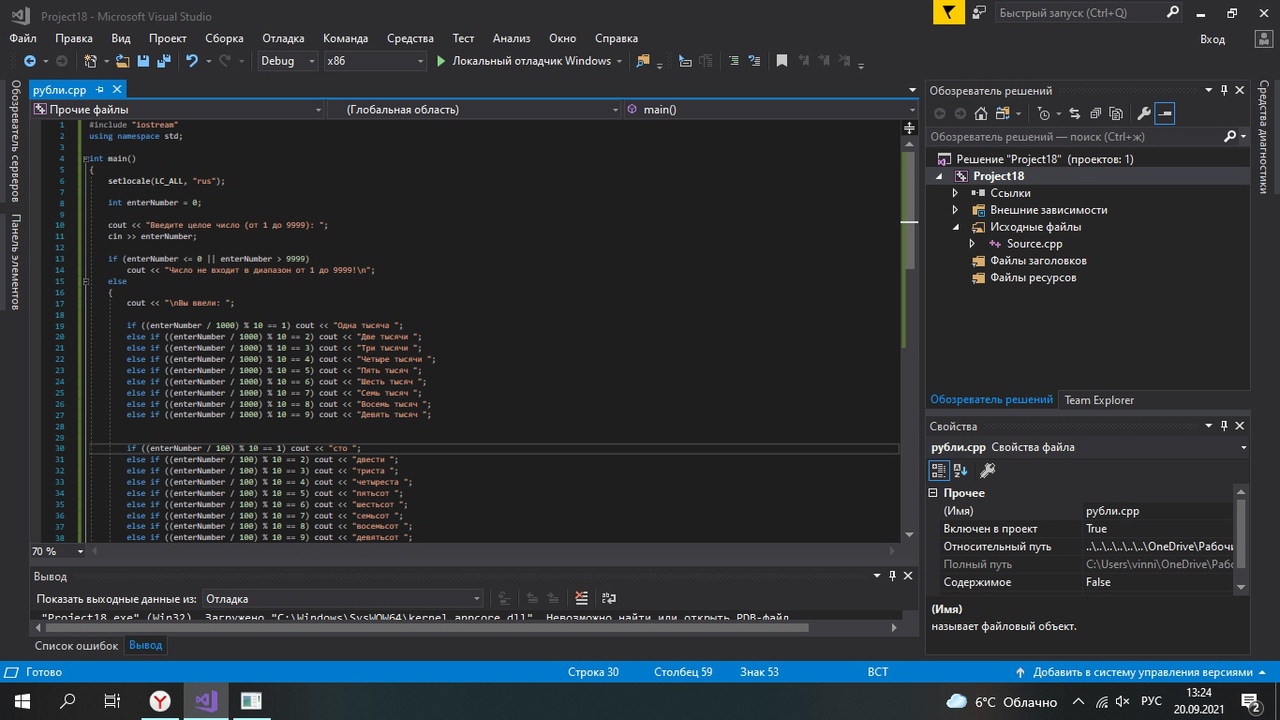 Project18 - Microsoft Visual Studio
Быстрый запуск (Ctrl+Q)
Файл Правка Вид Проект Сборка Отладка Команда Средства Тест Анализ Окно Справка
Вход
Debug x86 Локальный отладчик Windows
Обозреватель серверов
Панель элементов
рубли.cpp
Прочие файлы (Глобальная область) main()
1 #include "iostream"
2 using namespace std;
3
4 int main()
5 {
6 setlocale(LC_ALL, "rus");
7
8 int enterNumber = 0;
9
10 cout << "Введите целое число (от 1 до 9999): ";
11 cin >> enterNumber;
12
13 if (enterNumber <= 0 || enterNumber > 9999)
14 cout << "Число не входит в диапазон от 1 до 9999!\n";
15 else
16 {
17 cout << "\nВы ввели: ";
18
19 if ((enterNumber / 1000) % 10 == 1) cout << "Одна тысяча ";
20 else if ((enterNumber / 1000) % 10 == 2) cout << "Две тысячи ";
21 else if ((enterNumber / 1000) % 10 == 3) cout << "Три тысячи ";
22 else if ((enterNumber / 1000) % 10 == 4) cout << "Четыре тысячи ";
23 else if ((enterNumber / 1000) % 10 == 5) cout << "Пять тысяч ";
24 else if ((enterNumber / 1000) % 10 == 6) cout << "Шесть тысяч ";
25 else if ((enterNumber / 1000) % 10 == 7) cout << "Семь тысяч ";
26 else if ((enterNumber / 1000) % 10 == 8) cout << "Восемь тысяч ";
27 else if ((enterNumber / 1000) % 10 == 9) cout << "Девять тысяч ";
28
29
30 if ((enterNumber / 100) % 10 == 1) cout << "сто ";
31 else if ((enterNumber / 100) % 10 == 2) cout << "двести ";
32 else if ((enterNumber / 100) % 10 == 3) cout << "триста ";
33 else if ((enterNumber / 100) % 10 == 4) cout << "четыреста ";
34 else if ((enterNumber / 100) % 10 == 5) cout << "пятьсот ";
35 else if ((enterNumber / 100) % 10 == 6) cout << "шестьсот ";
36 else if ((enterNumber / 100) % 10 == 7) cout << "семьсот ";
37 else if ((enterNumber / 100) % 10 == 8) cout << "восемьсот ";
38 else if ((enterNumber / 100) % 10 == 9) cout << "девятьсот ";
70 %
Вывод
Показать выходные данные из: Отладка
"Project18.exe" (Win32). Загружено "C:\Windows\SysWOW64\kernel.appcore.dll". Невозможно найти или открыть PDB-файл.
Список ошибок Вывод
Обозреватель решений
Обозреватель решений — поиск (Ctrl+ж)
Решение "Project18" (проектов: 1)
Project18
Ссылки
Внешние зависимости
Исходные файлы
Source.cpp
Файлы заголовков
Файлы ресурсов
Обозреватель решений Team Explorer
Свойства
рубли.cpp Свойства файла
Прочее
(Имя) рубли.cpp
Включен в проект True
Относительный путь ..\..\..\..\..\..\OneDrive\Рабочи
Полный путь C:\Users\vinni\OneDrive\Рабо
Содержимое False
(Имя)
называет файловый объект.
Средства диагностики
Готово Строка 30 Столбец 59 Знак 53 ВСТ Добавить в систему управления версиями
6°C Облачно РУС 13:24
20.09.2021
2